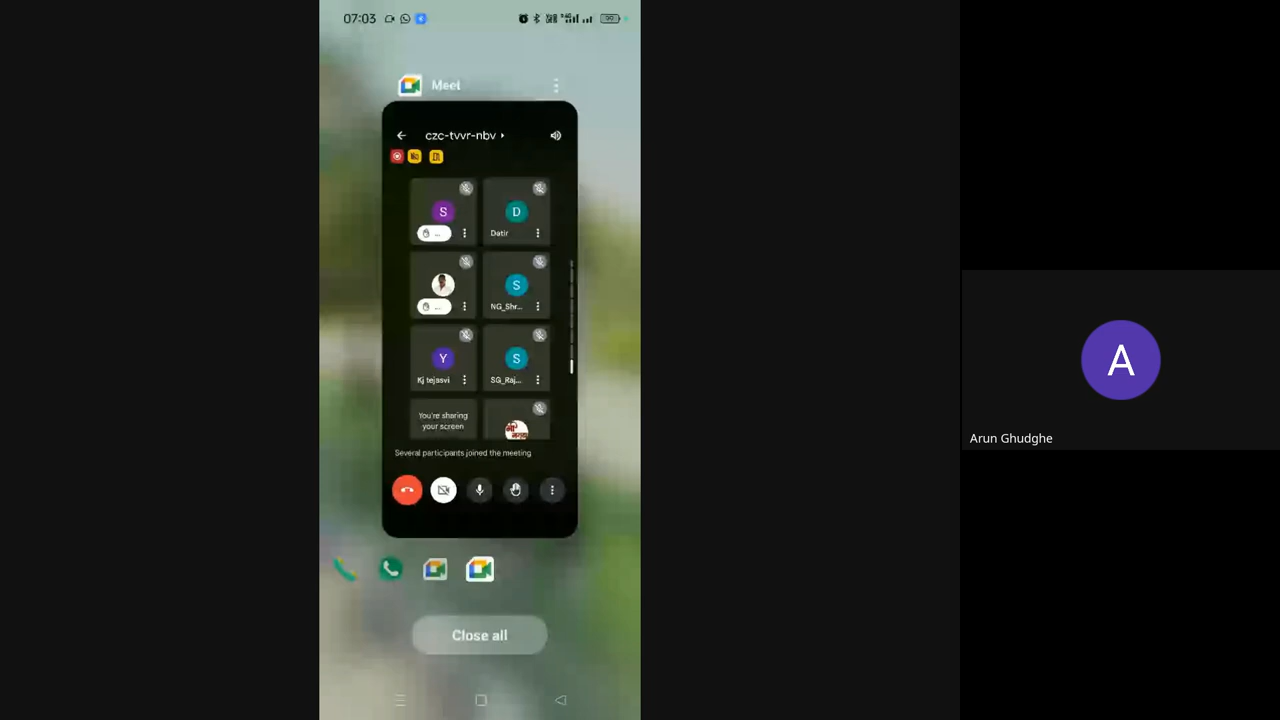 07:03
Meet
czc-tvvr-nbv
S
D
...
Datir
S
...
NG_Shr...
Y
S
Kj tejasvi
SG_Raj...
You're sharing
your screen
Several participants joined the meeting
Close all
A
Arun Ghudghe